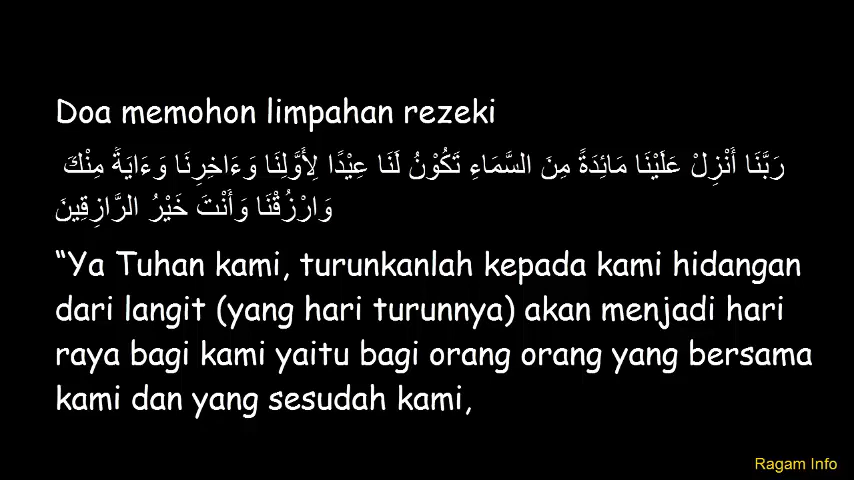 Doa memohon limpahan rezeki
رَبَّنَا أَنْزِلْ عَلَيْنَا مَائِدَةً مِنَ السَّمَاءِ تَكُوْنُ لَنَا عِيْدًا لِأَوَّلِنَا وَءَاخِرِنَا وَءَايَةً مِنْكَ
وَارْزُقْنَا وَأَنْتَ خَيْرُ الرَّازِقِينَ
“Ya Tuhan kami, turunkanlah kepada kami hidangan
dari langit (yang hari turunnya) akan menjadi hari
raya bagi kami yaitu bagi orang orang yang bersama
kami dan yang sesudah kami,
Ragam Info